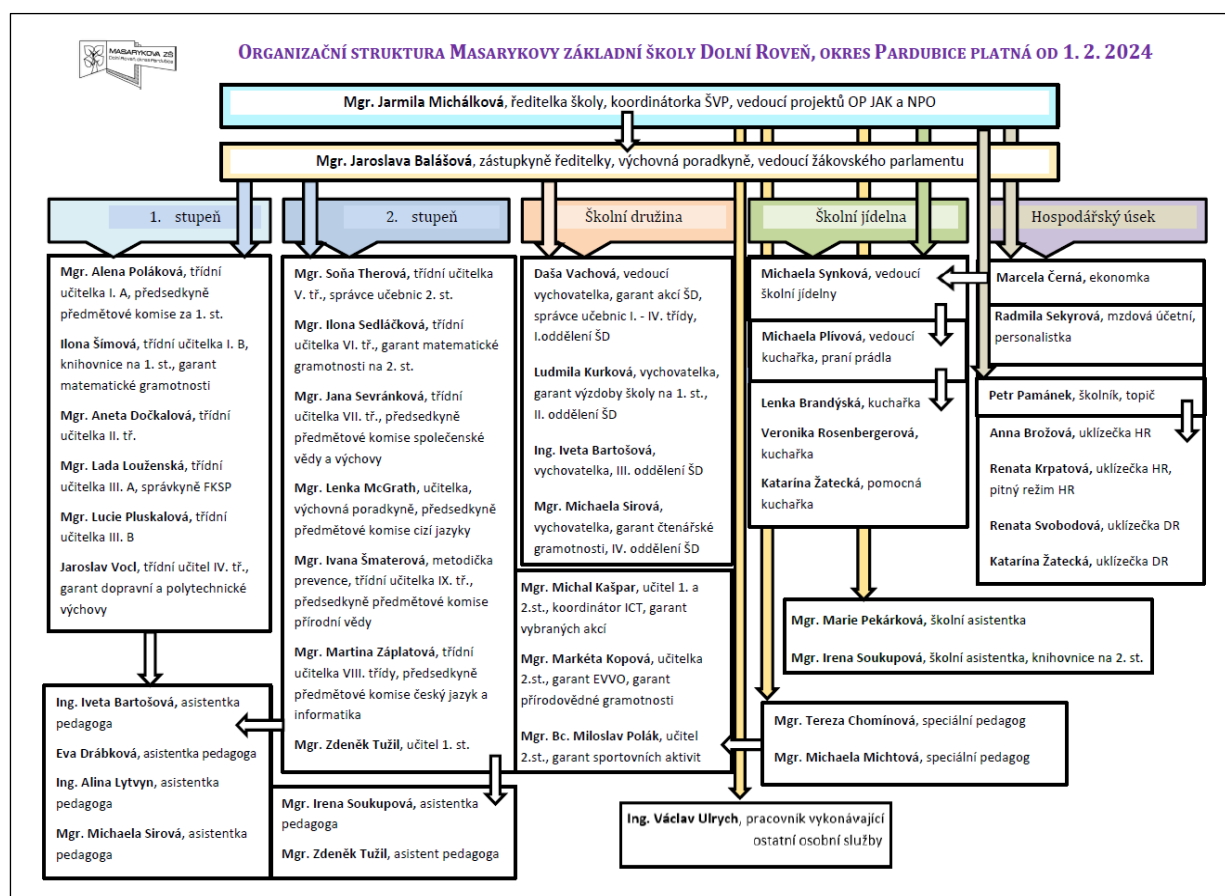 MASARYKOVA ZŠ
Dolní Roveň, okres Pardubice
ORGANIZAČNÍ STRUKTURA MASARYKOVY ZÁKLADNÍ ŠKOLY DOLNÍ ROVEŇ, OKRES PARDUBICE PLATNÁ OD 1. 2. 2024
Mgr. Jarmila Michálková, ředitelka školy, koordinátorka ŠVP, vedoucí projektů OP JAK a NPO
Mgr. Jaroslava Balášová, zástupkyně ředitelky, výchovná poradkyně, vedoucí žákovského parlamentu
1. stupeň
Mgr. Alena Poláková, třídní
učitelka I. A, předsedkyně
předmětové komise za 1. st.
Ilona Šímová, třídní učitelka I. B,
knihovnice na 1. st., garant
matematické gramotnosti
Mgr. Aneta Dočkalová, třídní
učitelka II. tř.
Mgr. Lada Louženská, třídní
učitelka III. A, správkyně FKSP
Mgr. Lucie Pluskalová, třídní
učitelka III. B
Jaroslav Vocl, třídní učitel IV. tř.,
garant dopravní a polytechnické
výchovy
Ing. Iveta Bartošová, asistentka
pedagoga
Eva Drábková, asistentka pedagoga
Ing. Alina Lytvyn, asistentka
pedagoga
Mgr. Michaela Sirová, asistentka
pedagoga
2. stupeň
Mgr. Soňa Therová, třídní učitelka
V. tř., správce učebnic 2. st.
Mgr. Ilona Sedláčková, třídní
učitelka VI. tř., garant matematické
gramotnosti na 2. st.
Mgr. Jana Sevránková, třídní
učitelka VII. tř., předsedkyně
předmětové komise společenské
vědy a výchovy
Mgr. Lenka McGrath, učitelka,
výchovná poradkyně, předsedkyně
předmětové komise cizí jazyky
Mgr. Ivana Šmaterová, metodička
prevence, třídní učitelka IX. tř.,
předsedkyně předmětové komise
přírodní vědy
Mgr. Martina Záplatová, třídní
učitelka VIII. třídy, předsedkyně
předmětové komise český jazyk a
informatika
Mgr. Zdeněk Tužil, učitel 1. st.
Mgr. Irena Soukupová, asistentka
pedagoga
Mgr. Zdeněk Tužil, asistent pedagoga
Školní družina
Daša Vachová, vedoucí
vychovatelka, garant akcí ŠD,
správce učebnic I. - IV. třídy,
I.oddělení ŠD
Ludmila Kurková, vychovatelka,
garant výzdoby školy na 1. st.,
II. oddělení ŠD
Ing. Iveta Bartošová,
vychovatelka, III. oddělení ŠD
Mgr. Michaela Sirová,
vychovatelka, garant čtenářské
gramotnosti, IV. oddělení ŠD
Mgr. Michal Kašpar, učitel 1. a
2.st., koordinátor ICT, garant
vybraných akcí
Mgr. Markéta Kopová, učitelka
2.st., garant EVVO, garant
přírodovědné gramotnosti
Mgr. Bc. Miloslav Polák, učitel
2.st., garant sportovních aktivit
Školní jídelna
Michaela Synková, vedoucí
školní jídelny
Michaela Plívová, vedoucí
kuchařka, praní prádla
Lenka Brandýská, kuchařka
Veronika Rosenbergerová,
kuchařka
Katarína Žatecká, pomocná
kuchařka
Hospodářský úsek
Marcela Černá, ekonomka
Radmila Sekyrová, mzdová účetní,
personalistka
Petr Pamánek, školník, topič
Anna Brožová, uklízečka HR
Renata Krpatová, uklízečka HR,
pitný režim HR
Renata Svobodová, uklízečka DR
Katarína Žatecká, uklízečka DR
Mgr. Marie Pekárková, školní asistentka
Mgr. Irena Soukupová, školní asistentka, knihovnice na 2. st.
Mgr. Tereza Chomínová, speciální pedagog
Mgr. Michaela Michtová, speciální pedagog
Ing. Václav Ulrych, pracovník vykonávající
ostatní osobní služby